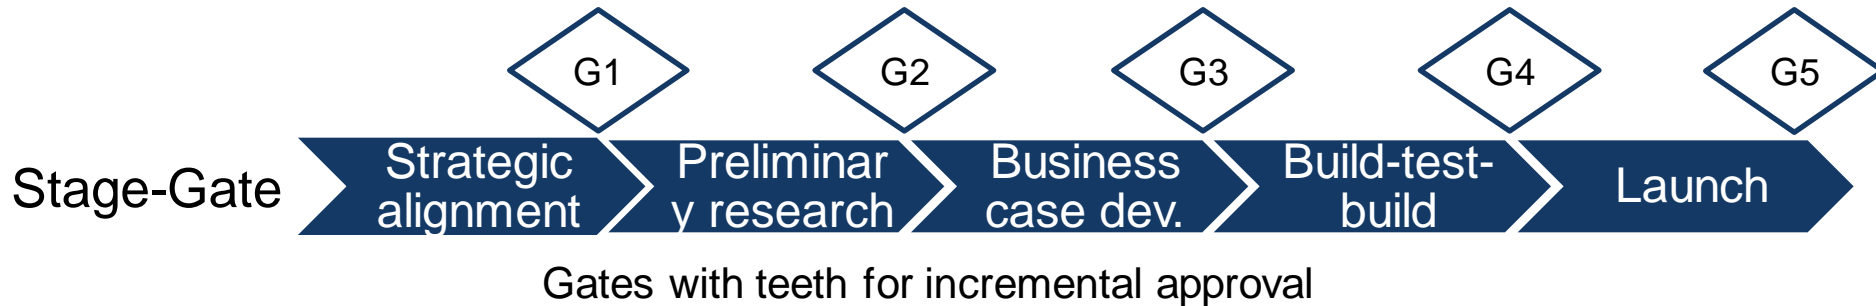 G1
G2
G3
G4
G5
Stage-Gate
Strategic
alignment
Preliminar
y research
Business
case dev.
Build-test-
build
Launch
Gates with teeth for incremental approval